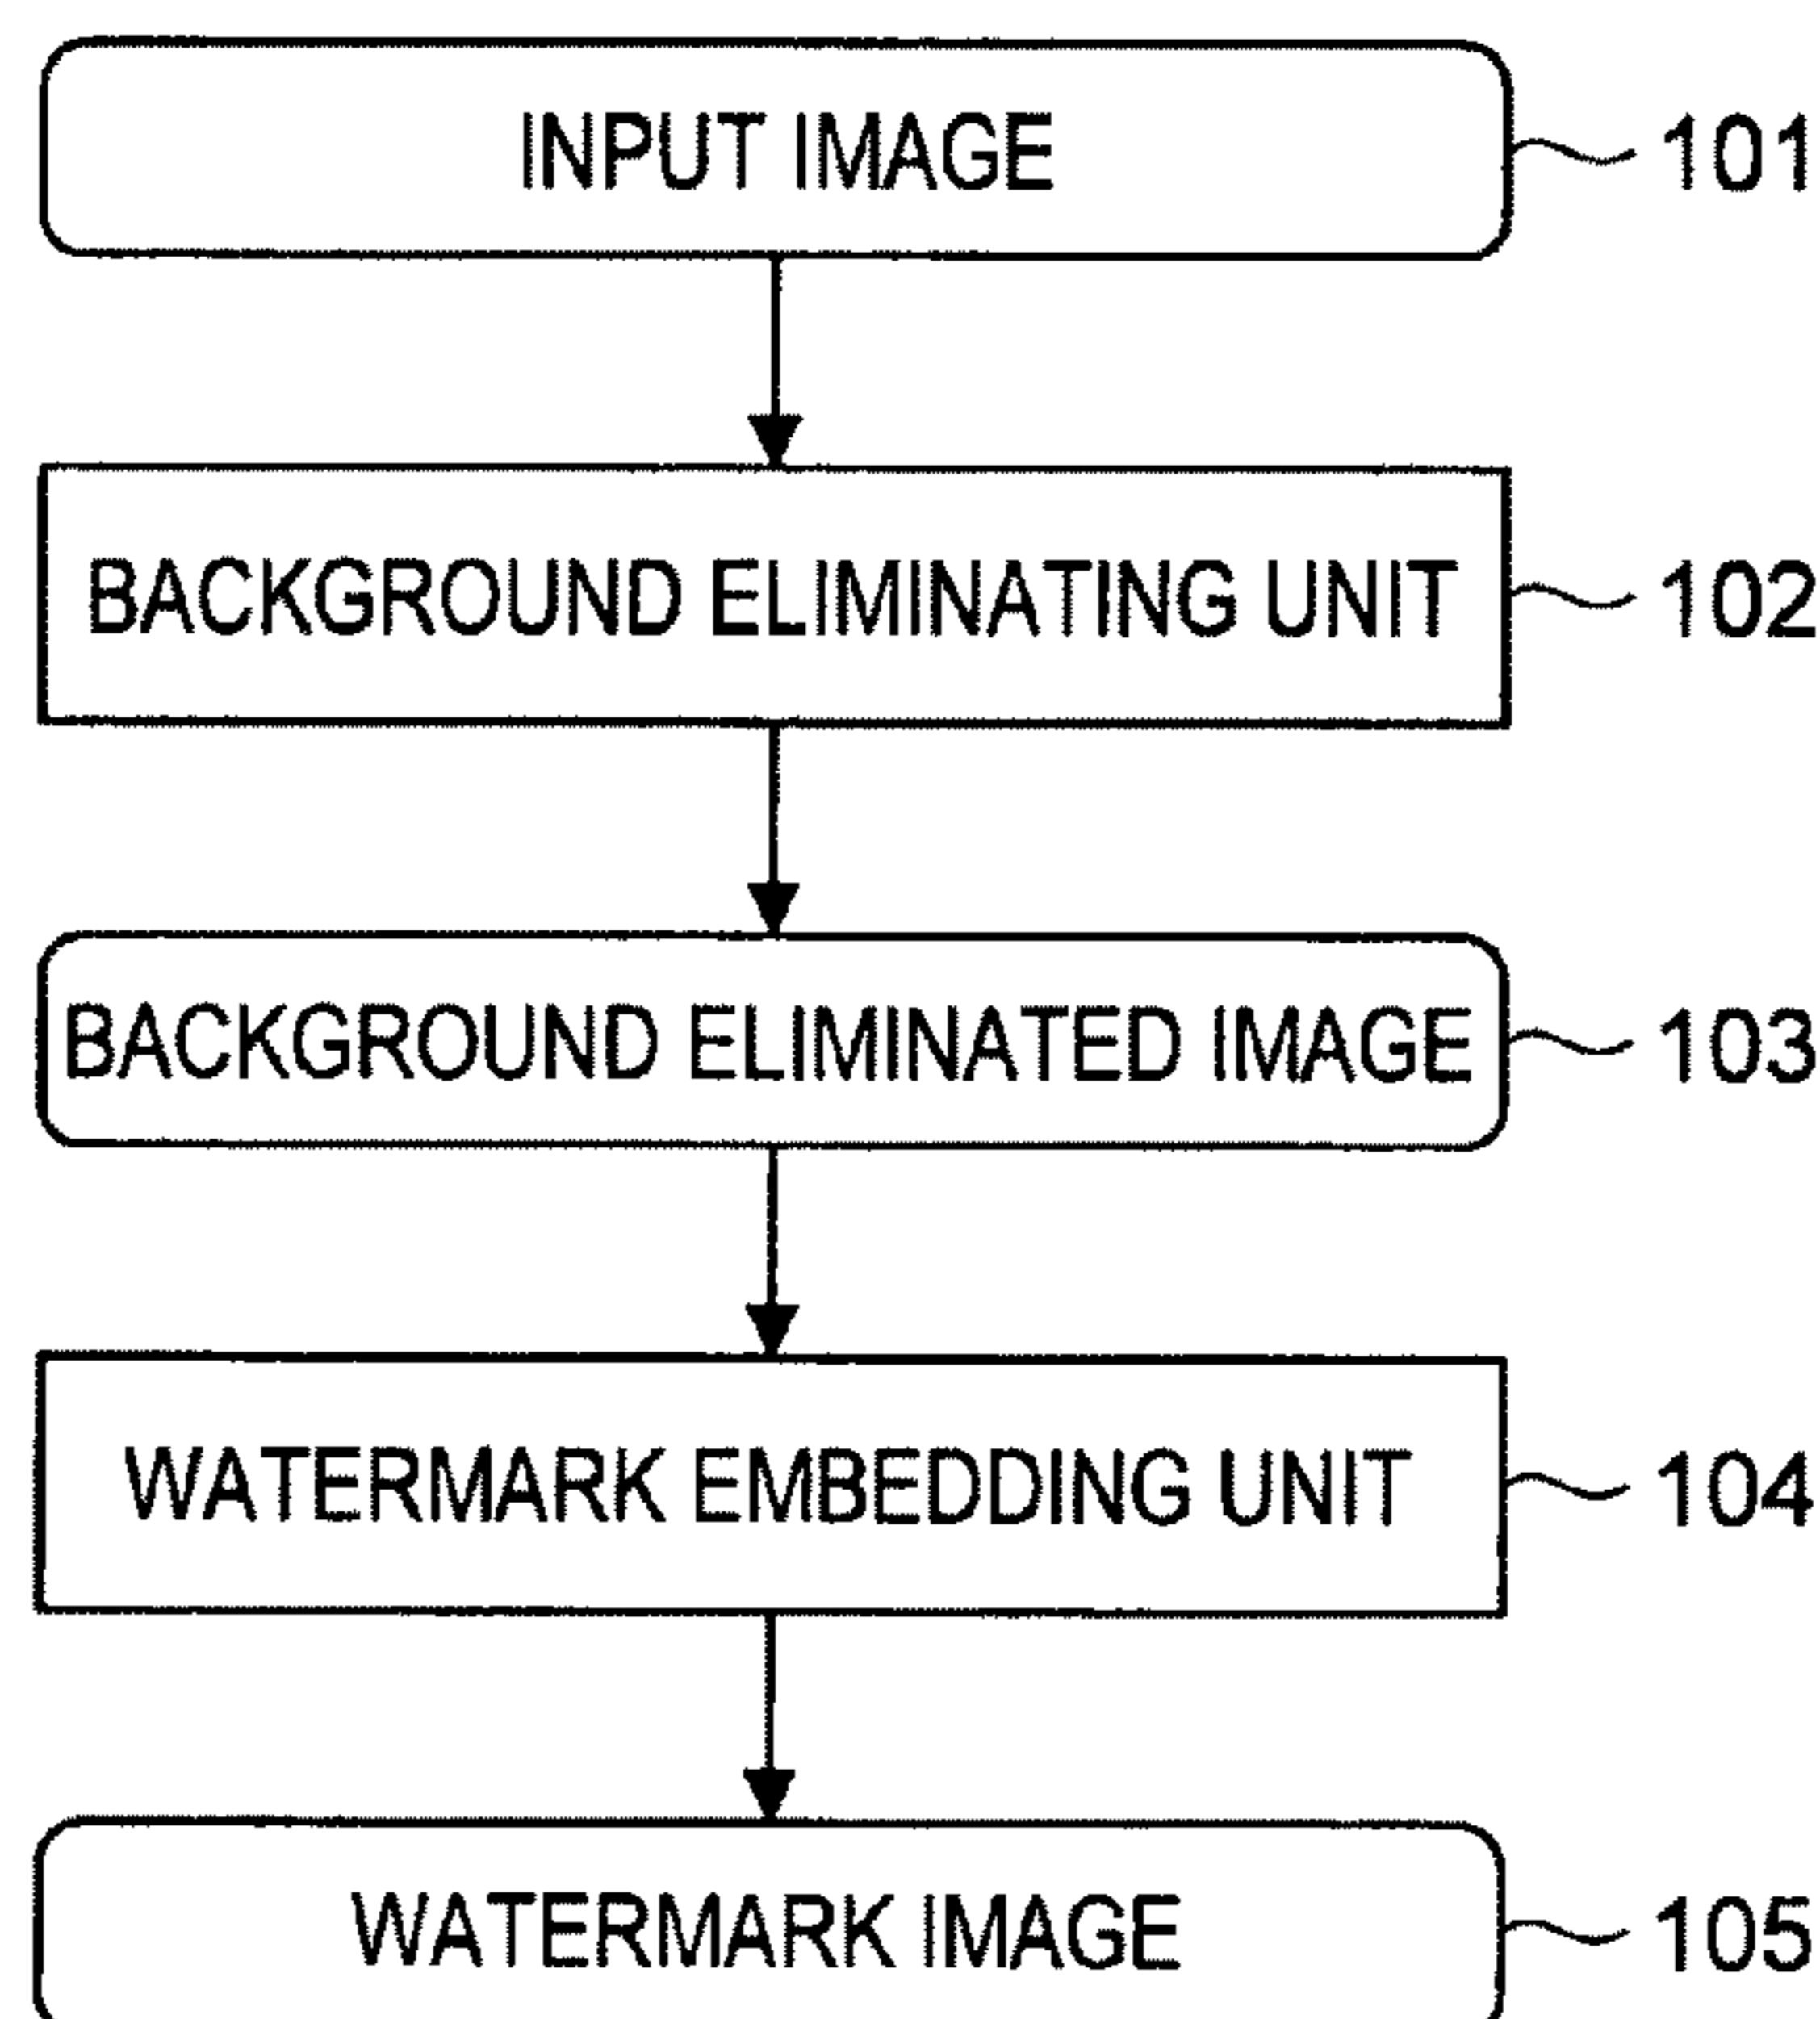 INPUT IMAGE 101
BACKGROUND ELIMINATING UNIT 102
BACKGROUND ELIMINATED IMAGE 103
WATERMARK EMBEDDING UNIT 104
WATERMARK IMAGE 105